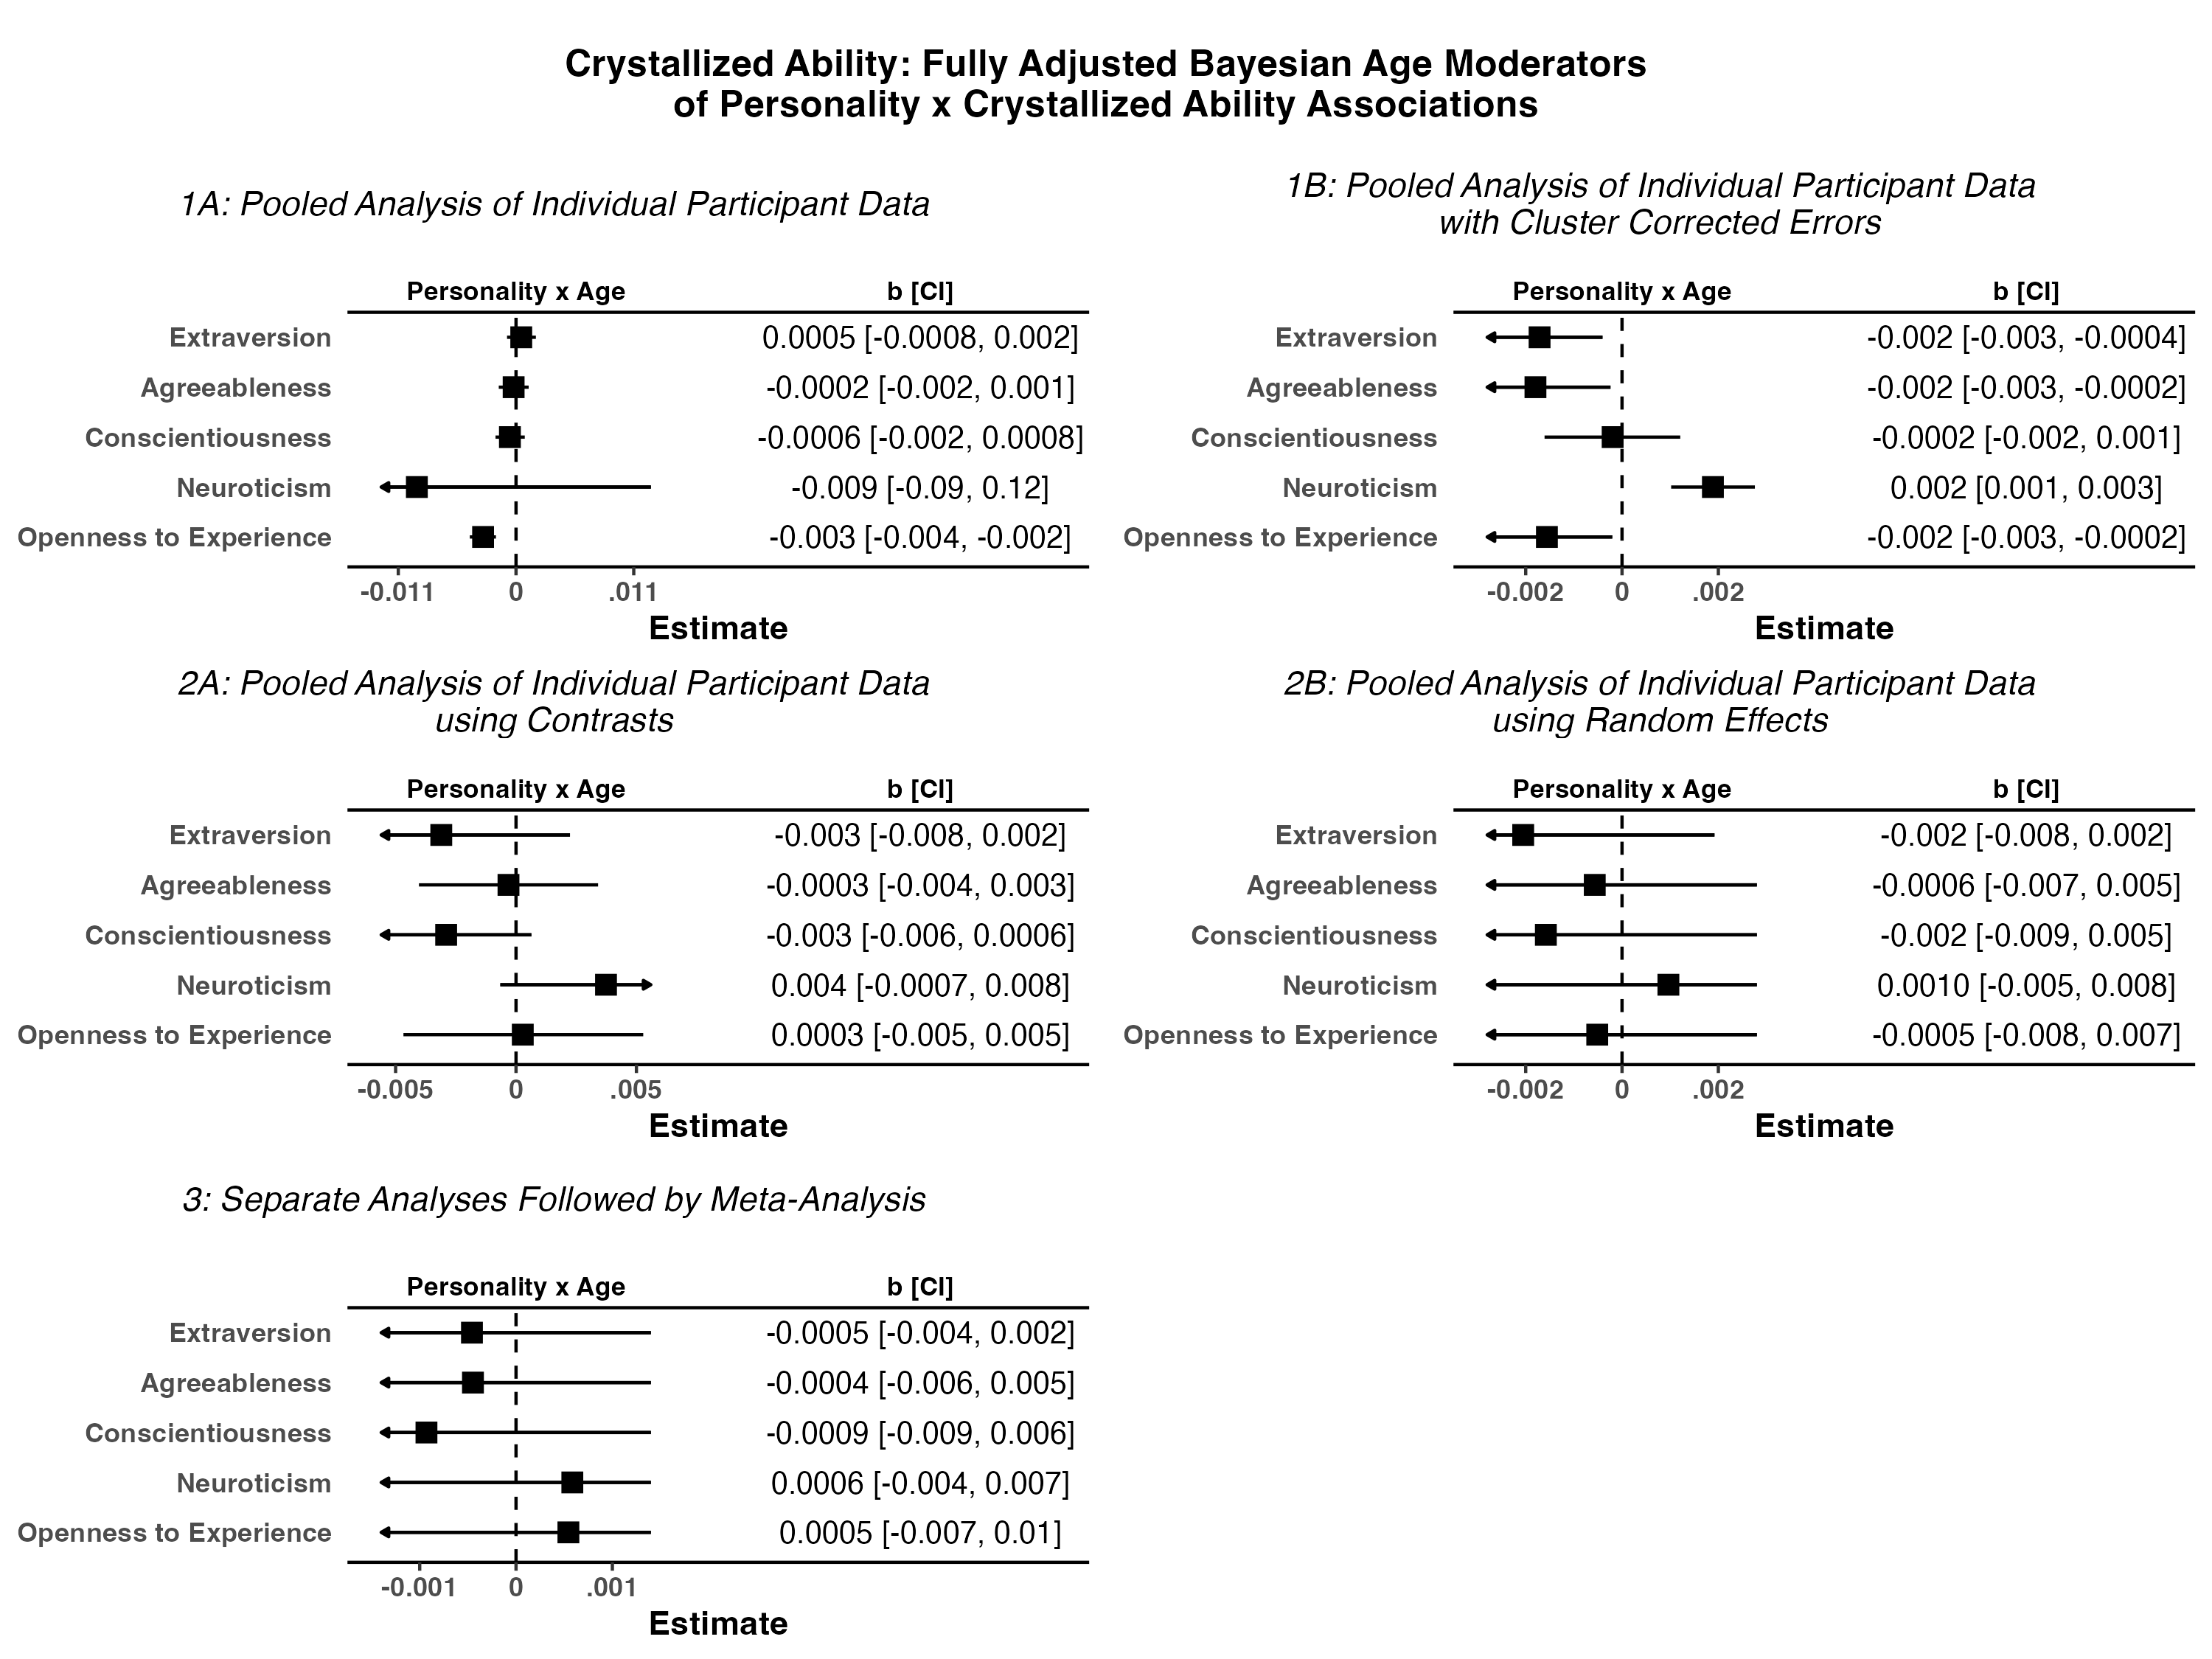 Crystallized Ability: Fully Adjusted Bayesian Age Moderators
of Personality x Crystallized Ability Associations
1A: Pooled Analysis of Individual Participant Data
Personality x Age b [CI]
Extraversion 0.0005 [-0.0008, 0.002]
Agreeableness -0.0002 [-0.002, 0.001]
Conscientiousness -0.0006 [-0.002, 0.0008]
Neuroticism -0.009 [-0.09, 0.12]
Openness to Experience -0.003 [-0.004, -0.002]
-0.011 0 .011
Estimate
1B: Pooled Analysis of Individual Participant Data
with Cluster Corrected Errors
Personality x Age b [CI]
Extraversion -0.002 [-0.003, -0.0004]
Agreeableness -0.002 [-0.003, -0.0002]
Conscientiousness -0.0002 [-0.002, 0.001]
Neuroticism 0.002 [0.001, 0.003]
Openness to Experience -0.002 [-0.003, -0.0002]
-0.002 0 .002
Estimate
2A: Pooled Analysis of Individual Participant Data
using Contrasts
Personality x Age b [CI]
Extraversion -0.003 [-0.008, 0.002]
Agreeableness -0.0003 [-0.004, 0.003]
Conscientiousness -0.003 [-0.006, 0.0006]
Neuroticism 0.004 [-0.0007, 0.008]
Openness to Experience 0.0003 [-0.005, 0.005]
-0.005 0 .005
Estimate
2B: Pooled Analysis of Individual Participant Data
using Random Effects
Personality x Age b [CI]
Extraversion -0.002 [-0.008, 0.002]
Agreeableness -0.0006 [-0.007, 0.005]
Conscientiousness -0.002 [-0.009, 0.005]
Neuroticism 0.0010 [-0.005, 0.008]
Openness to Experience -0.0005 [-0.008, 0.007]
-0.002 0 .002
Estimate
3: Separate Analyses Followed by Meta-Analysis
Personality x Age b [CI]
Extraversion -0.0005 [-0.004, 0.002]
Agreeableness -0.0004 [-0.006, 0.005]
Conscientiousness -0.0009 [-0.009, 0.006]
Neuroticism 0.0006 [-0.004, 0.007]
Openness to Experience 0.0005 [-0.007, 0.01]
-0.001 0 .001
Estimate